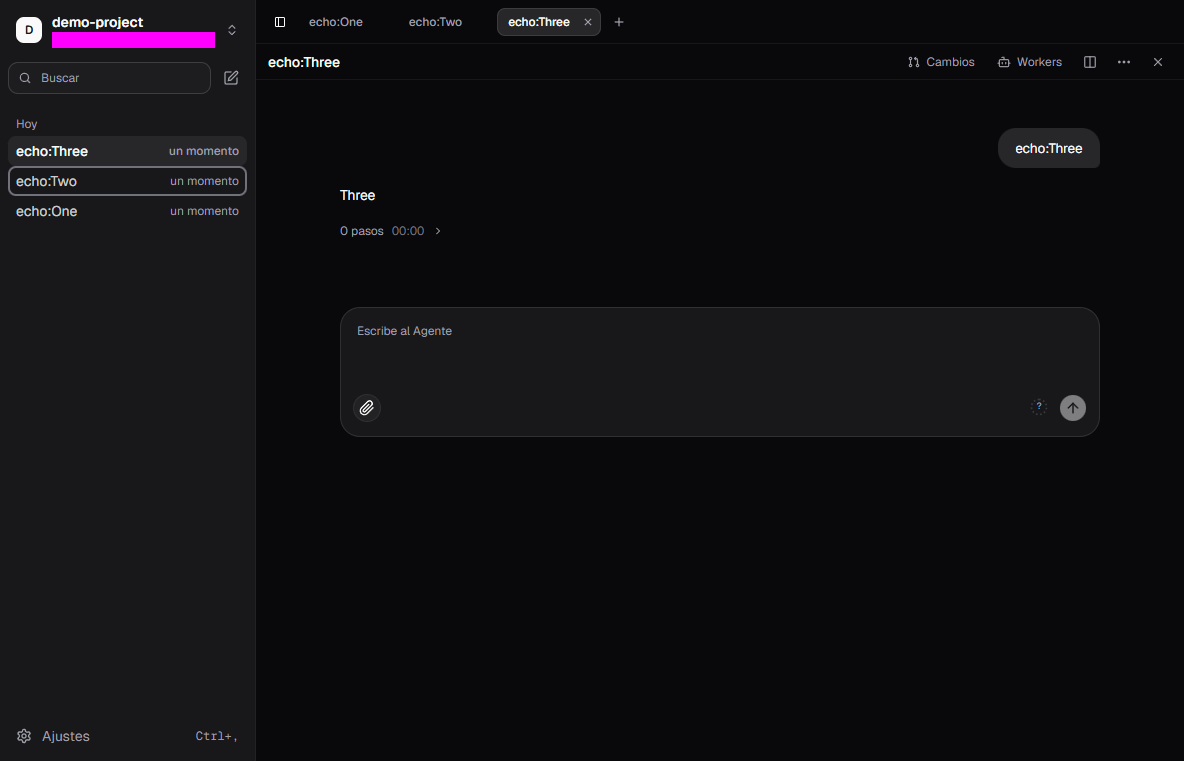 D
demo-project
Buscar
Hoy
echo:Three un momento
echo:Two un momento
echo:One un momento
Ajustes Ctrl+,
echo:One echo:Two echo:Three
echo:Three Cambios Workers
echo:Three
Three
0 pasos 00:00
Escribe al Agente
?